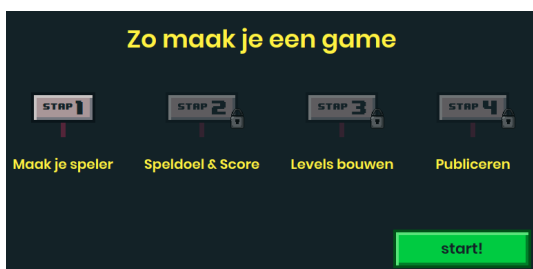 Zo maak je een game
STAP 1
STAP 2
STAP 3
STAP 4
Maak je speler
Speldoel & Score
Levels bouwen
Publiceren
start!